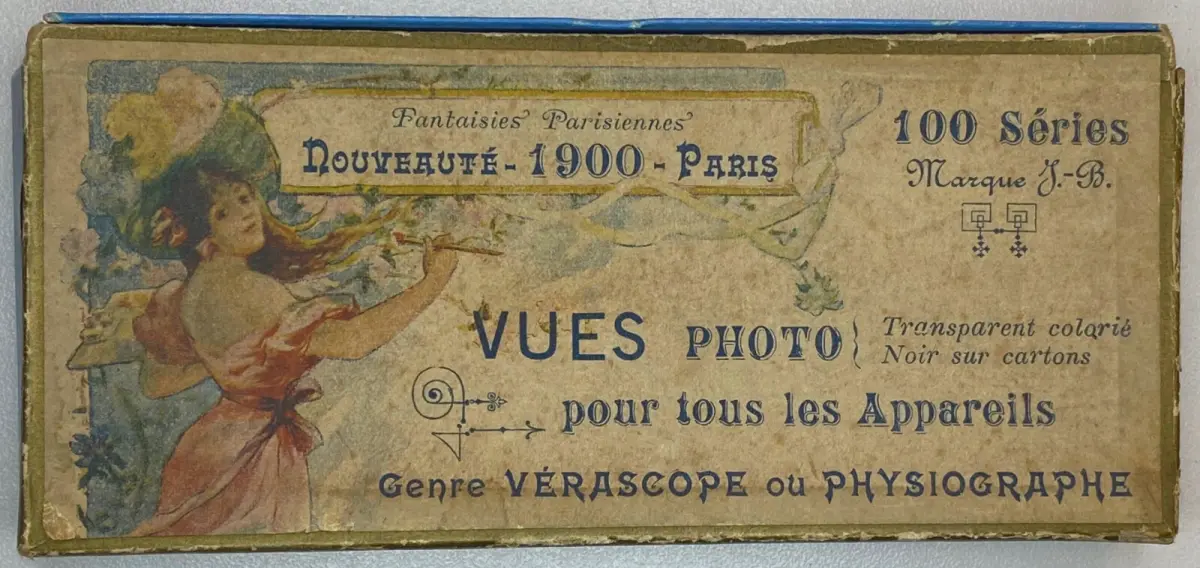 Fantaisies Parisiennes
Nouveauté - 1900 - Paris
100 Séries
Marque J.-B.
VUES PHOTO { Transparent colorié
Noir sur cartons
pour tous les Appareils
Genre VÉRASCOPE ou PHYSIOGRAPHE